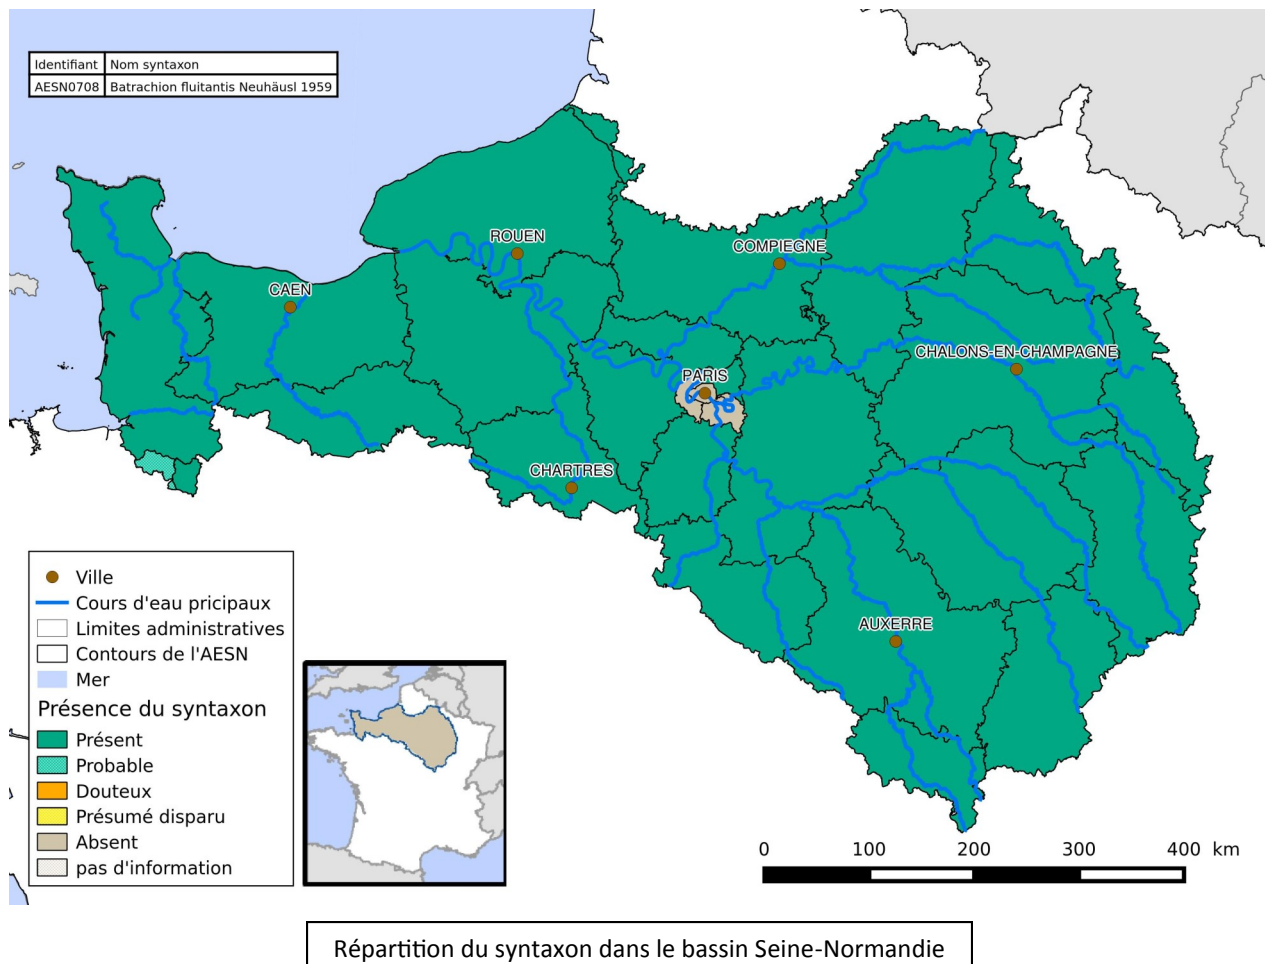 Identifiant Nom syntaxon
AESN0708 Batrachion fluitantis Neuhäusl 1959
ROUEN
COMPIEGNE
CAEN
CHALONS-EN-CHAMPAGNE
PARIS
CHARTRES
AUXERRE
Ville
Cours d'eau pricipaux
Limites administratives
Contours de l'AESN
Mer
Présence du syntaxon
Présent
Probable
Douteux
Présumé disparu
Absent
pas d'information
0 100 200 300 400 km
Répartition du syntaxon dans le bassin Seine-Normandie